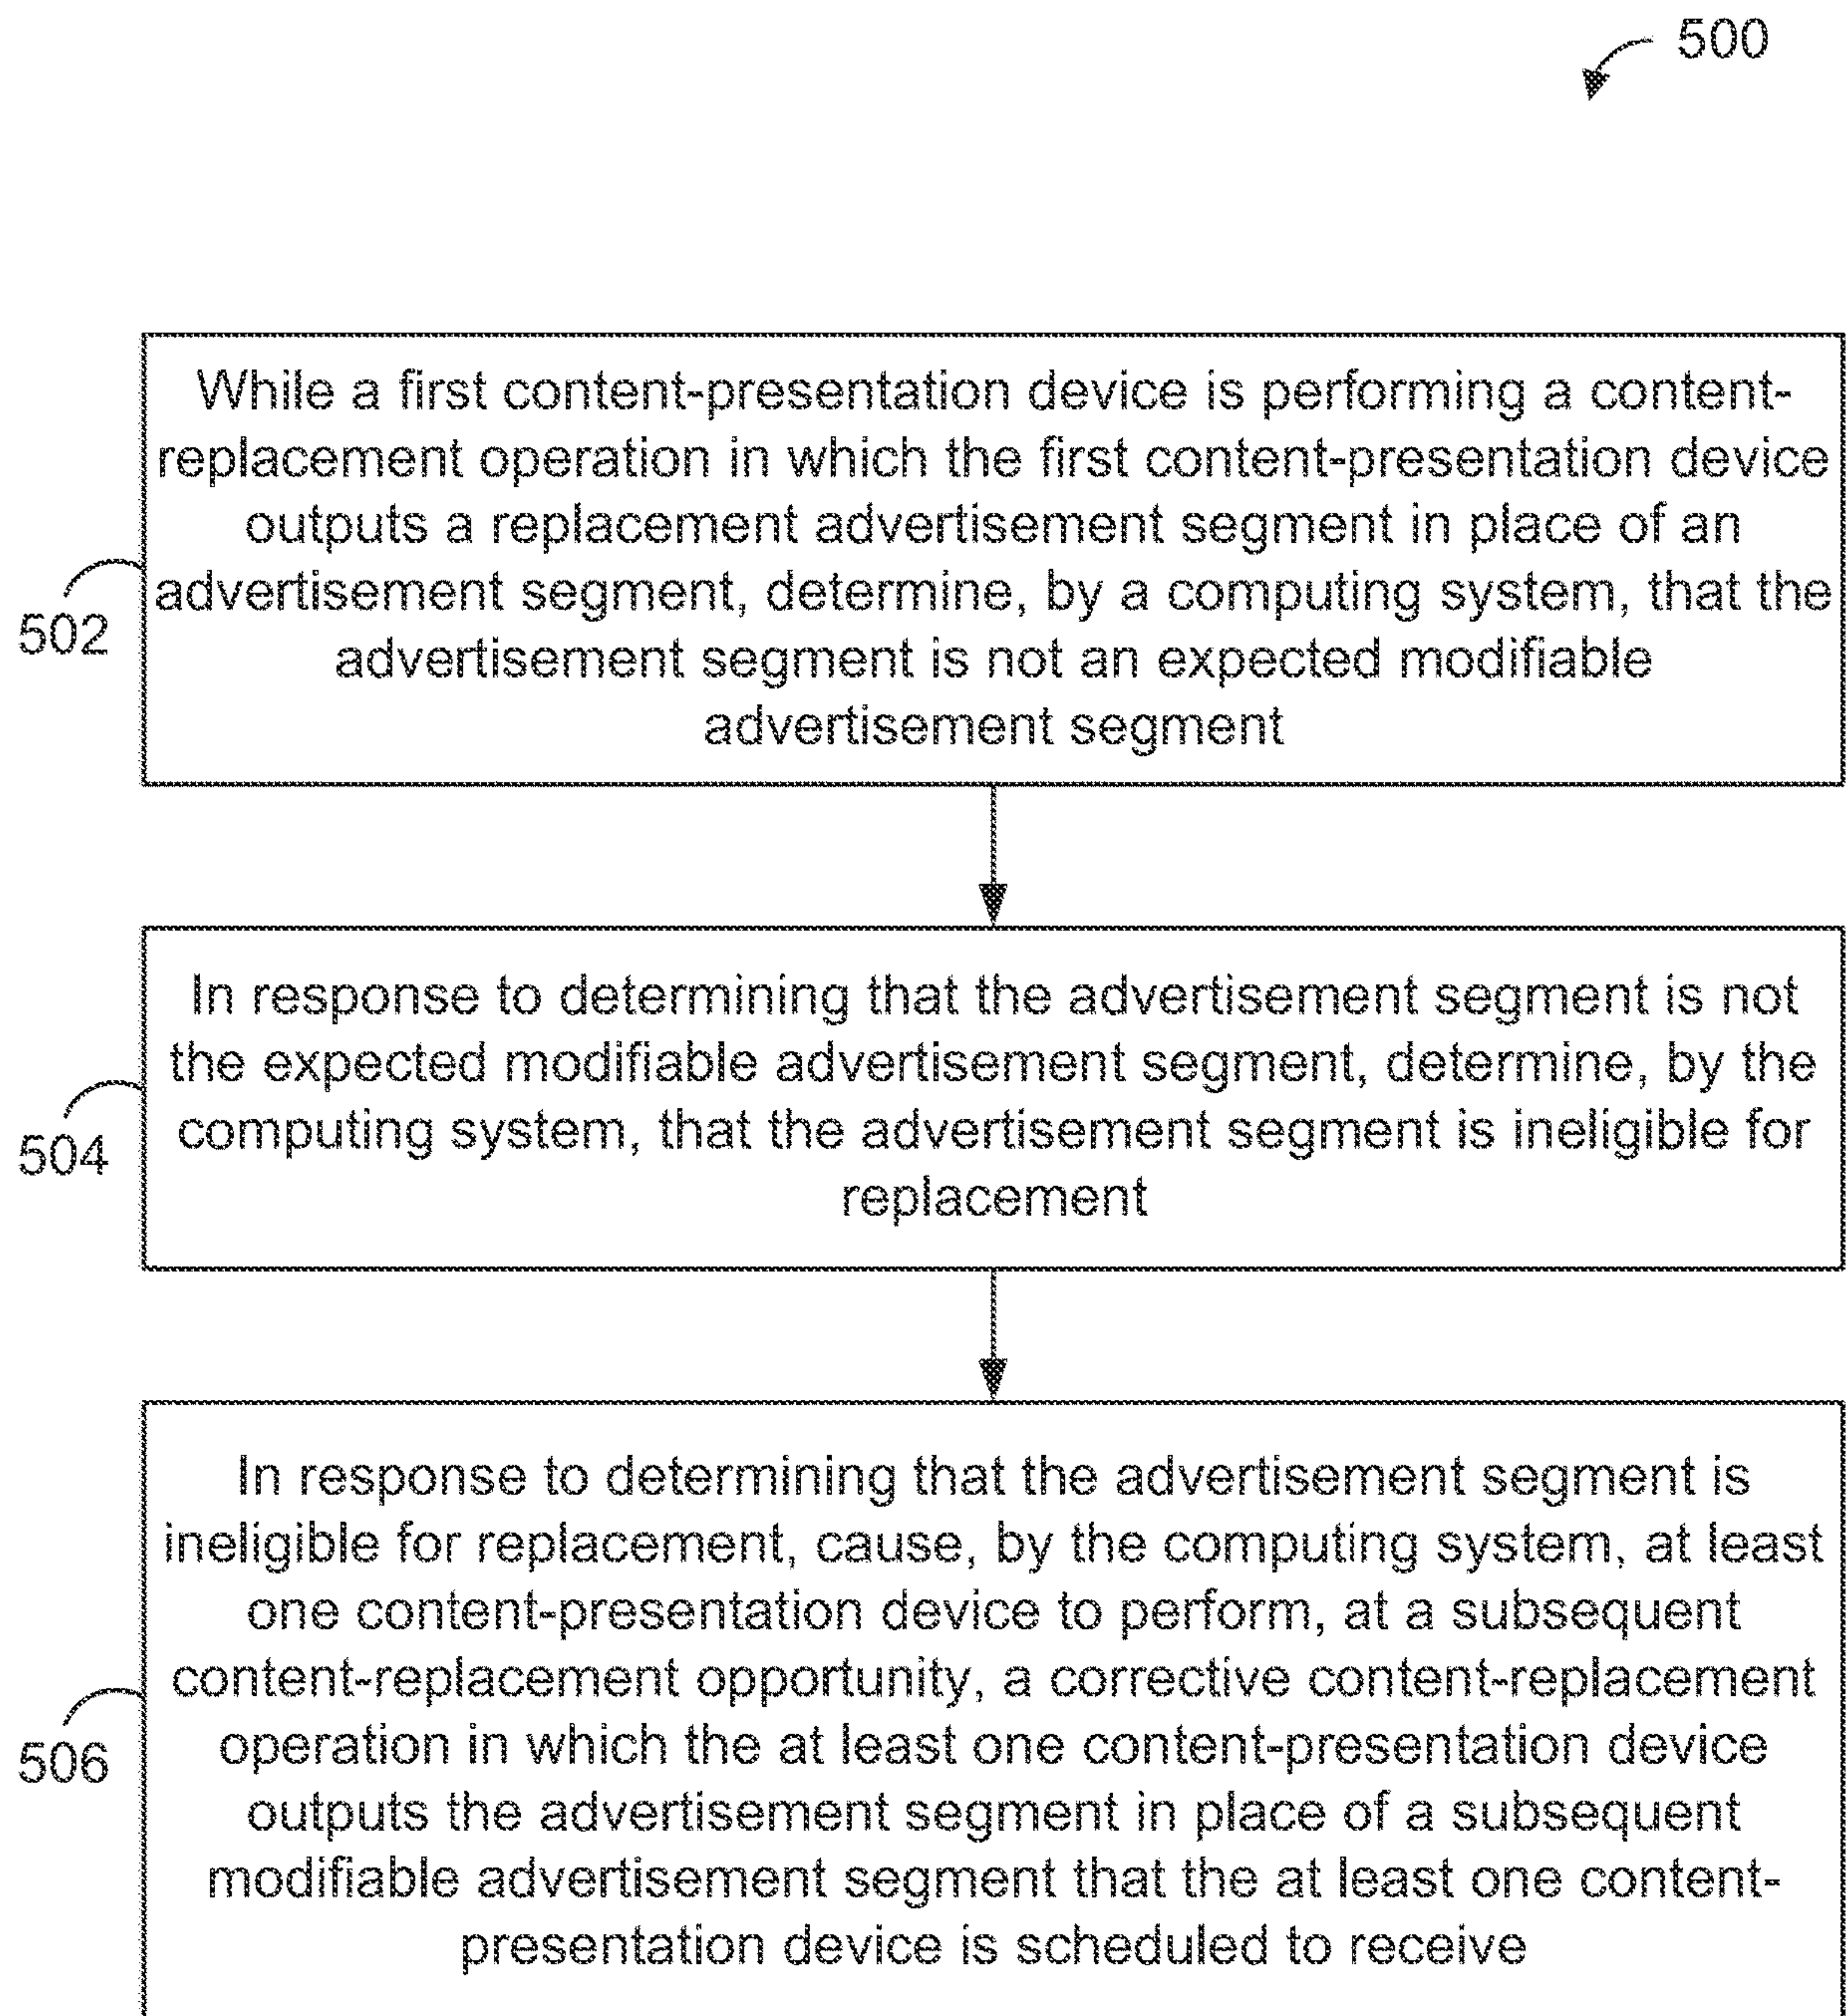 500
While a first content-presentation device is performing a content-
replacement operation in which the first content-presentation device
outputs a replacement advertisement segment in place of an
advertisement segment, determine, by a computing system, that the
advertisement segment is not an expected modifiable
advertisement segment
502
In response to determining that the advertisement segment is not
the expected modifiable advertisement segment, determine, by the
computing system, that the advertisement segment is ineligible for
replacement
504
In response to determining that the advertisement segment is
ineligible for replacement, cause, by the computing system, at least
one content-presentation device to perform, at a subsequent
content-replacement opportunity, a corrective content-replacement
operation in which the at least one content-presentation device
outputs the advertisement segment in place of a subsequent
modifiable advertisement segment that the at least one content-
presentation device is scheduled to receive
506